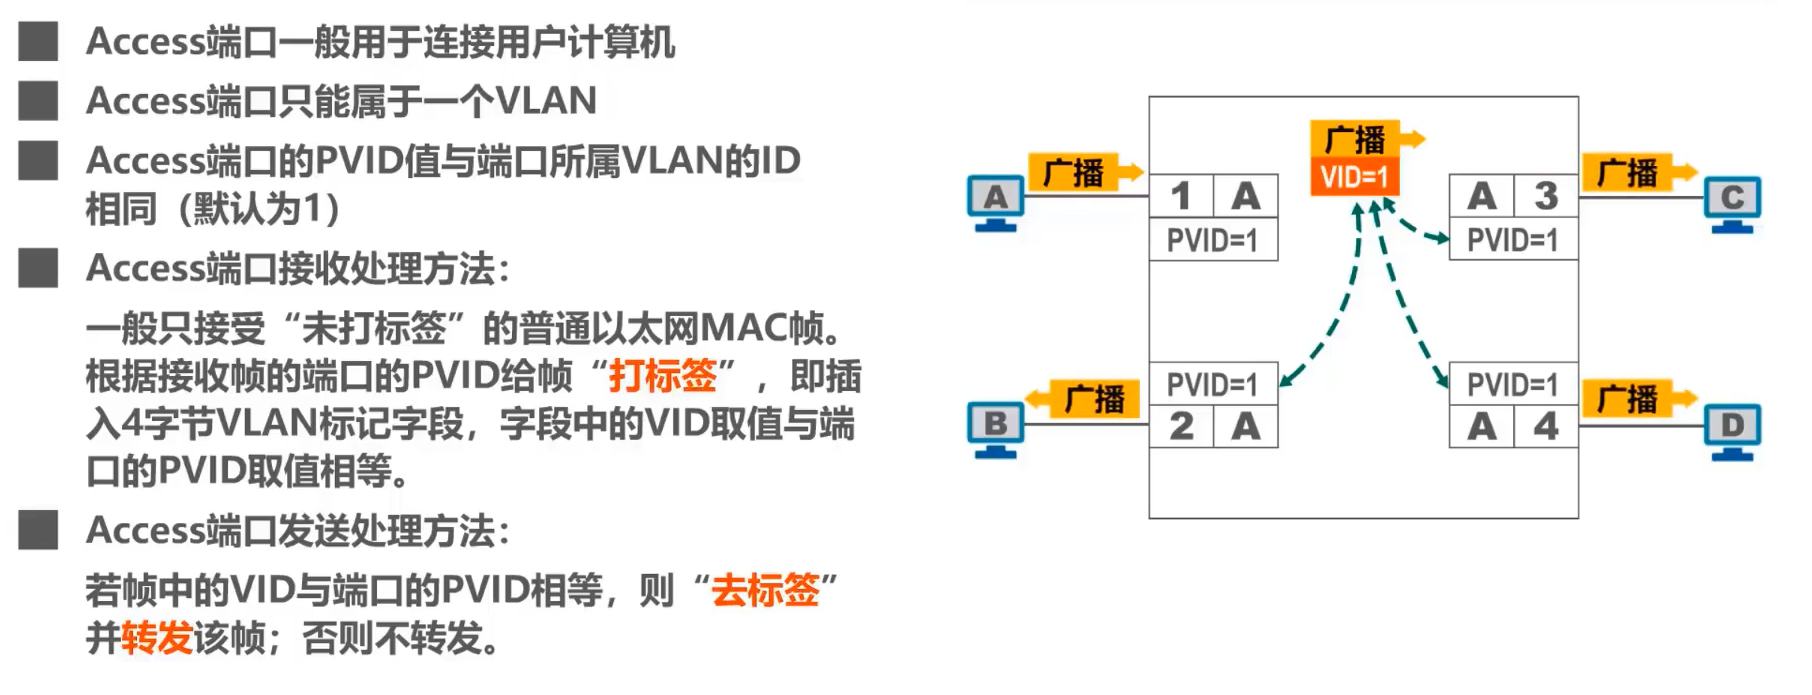 Access端口一般用于连接用户计算机
Access端口只能属于一个VLAN
Access端口的PVID值与端口所属VLAN的ID
相同（默认为1）
Access端口接收处理方法：
一般只接受“未打标签”的普通以太网MAC帧。
根据接收帧的端口的PVID给帧“打标签”，即插
入4字节VLAN标记字段，字段中的VID取值与端
口的PVID取值相等。
Access端口发送处理方法：
若帧中的VID与端口的PVID相等，则“去标签”
并转发该帧；否则不转发。
广播
VID=1
A
广播
1 A
PVID=1
A 3
PVID=1
广播
C
B
广播
PVID=1
2 A
PVID=1
A 4
广播
D